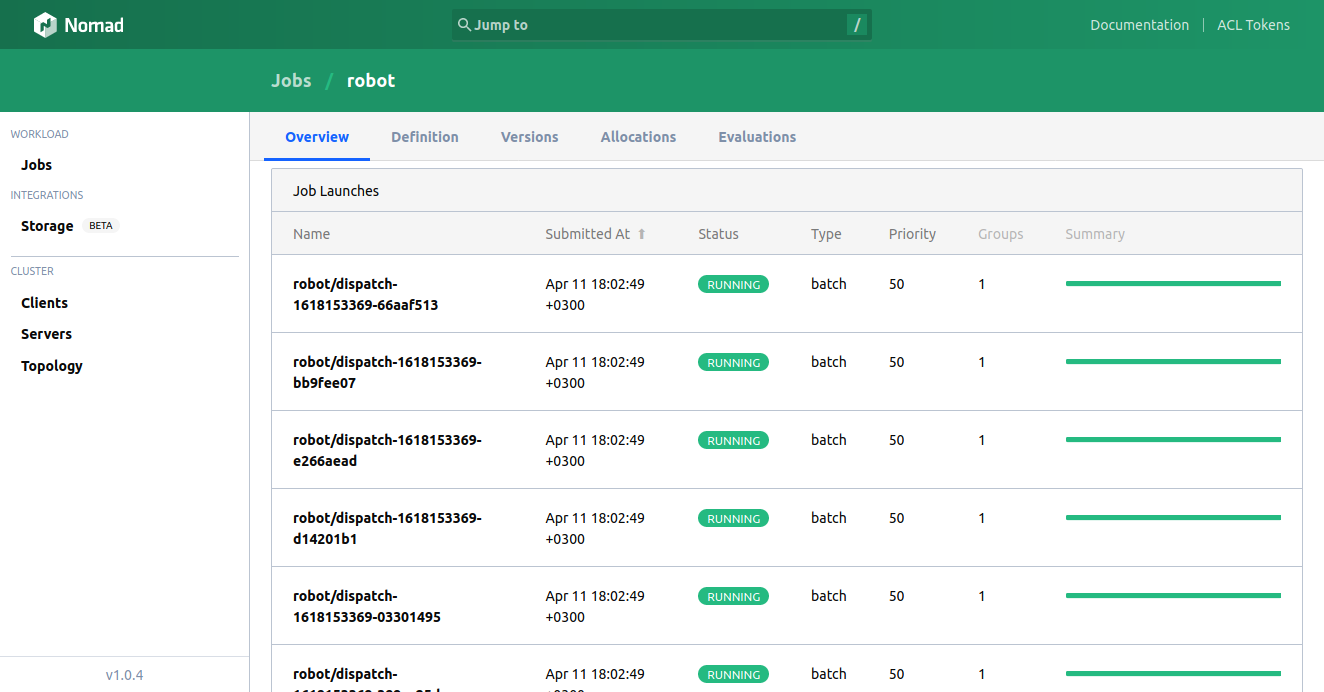 Nomad
Jump to /
Documentation | ACL Tokens
Jobs / robot
WORKLOAD
Jobs
INTEGRATIONS
Storage BETA
CLUSTER
Clients
Servers
Topology
v1.0.4
Overview Definition Versions Allocations Evaluations
Job Launches
Name Submitted At ⬆ Status Type Priority Groups Summary
robot/dispatch- Apr 11 18:02:49 RUNNING batch 50 1
1618153369-66aaf513 +0300
robot/dispatch-1618153369- Apr 11 18:02:49 RUNNING batch 50 1
bb9fee07 +0300
robot/dispatch-1618153369- Apr 11 18:02:49 RUNNING batch 50 1
e266aead +0300
robot/dispatch-1618153369- Apr 11 18:02:49 RUNNING batch 50 1
d14201b1 +0300
robot/dispatch- Apr 11 18:02:49 RUNNING batch 50 1
1618153369-03301495 +0300
robot/dispatch- Apr 11 18:02:49 RUNNING batch 50 1
+0300